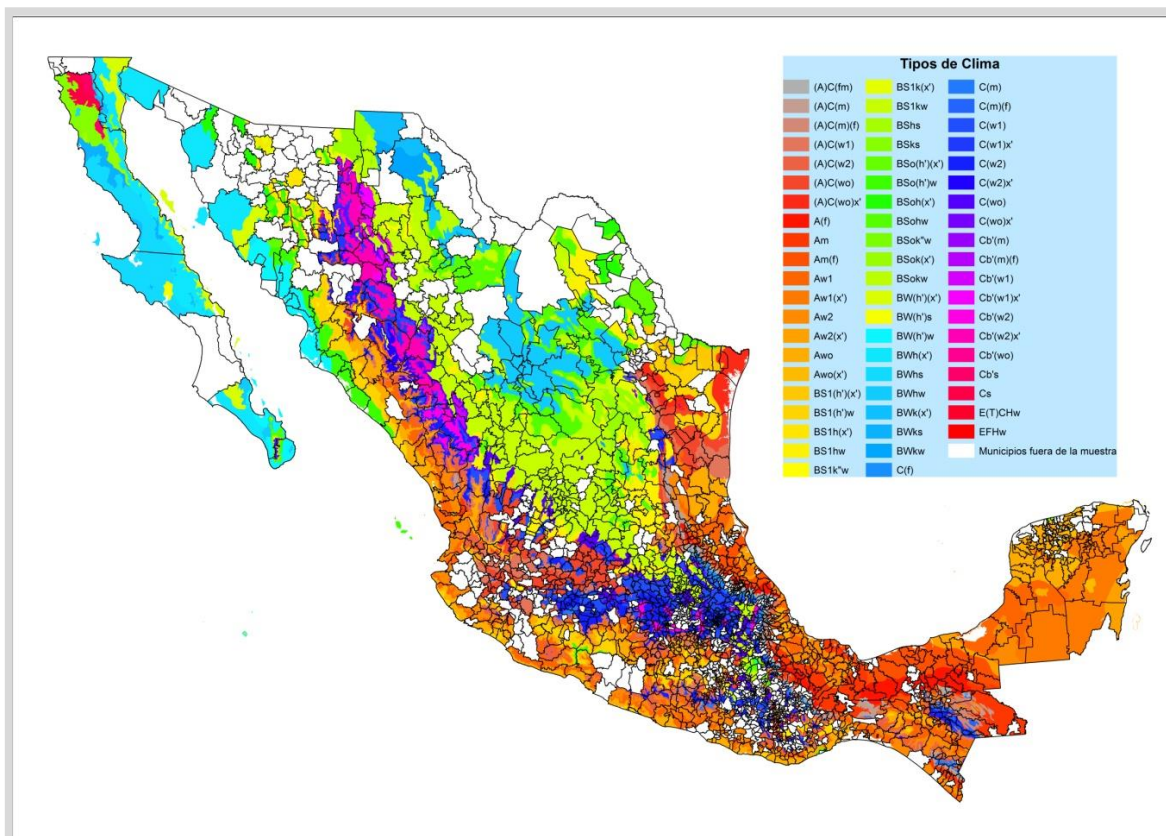 Tipos de Clima
(A)C(fm)
(A)C(m)
(A)C(m)(f)
(A)C(w1)
(A)C(w2)
(A)C(wo)
(A)C(wo)x'
A(f)
Am
Am(f)
Aw1
Aw1(x')
Aw2
Aw2(x')
Awo
Awo(x')
BS1(h')(x')
BS1(h')w
BS1h(x')
BS1hw
BS1k"w
BS1k(x')
BS1kw
BShs
BSks
BSo(h')(x')
BSo(h')w
BSoh(x')
BSohw
BSok"w
BSok(x')
BSokw
BW(h')(x')
BW(h')s
BW(h')w
BWh(x')
BWhs
BWhw
BWk(x')
BWks
BWkw
C(f)
C(m)
C(m)(f)
C(w1)
C(w1)x'
C(w2)
C(w2)x'
C(wo)
C(wo)x'
Cb'(m)
Cb'(m)(f)
Cb'(w1)
Cb'(w1)x'
Cb'(w2)
Cb'(w2)x'
Cb'(wo)
Cb's
Cs
E(T)CHw
EFHw
Municipios fuera de la muestra